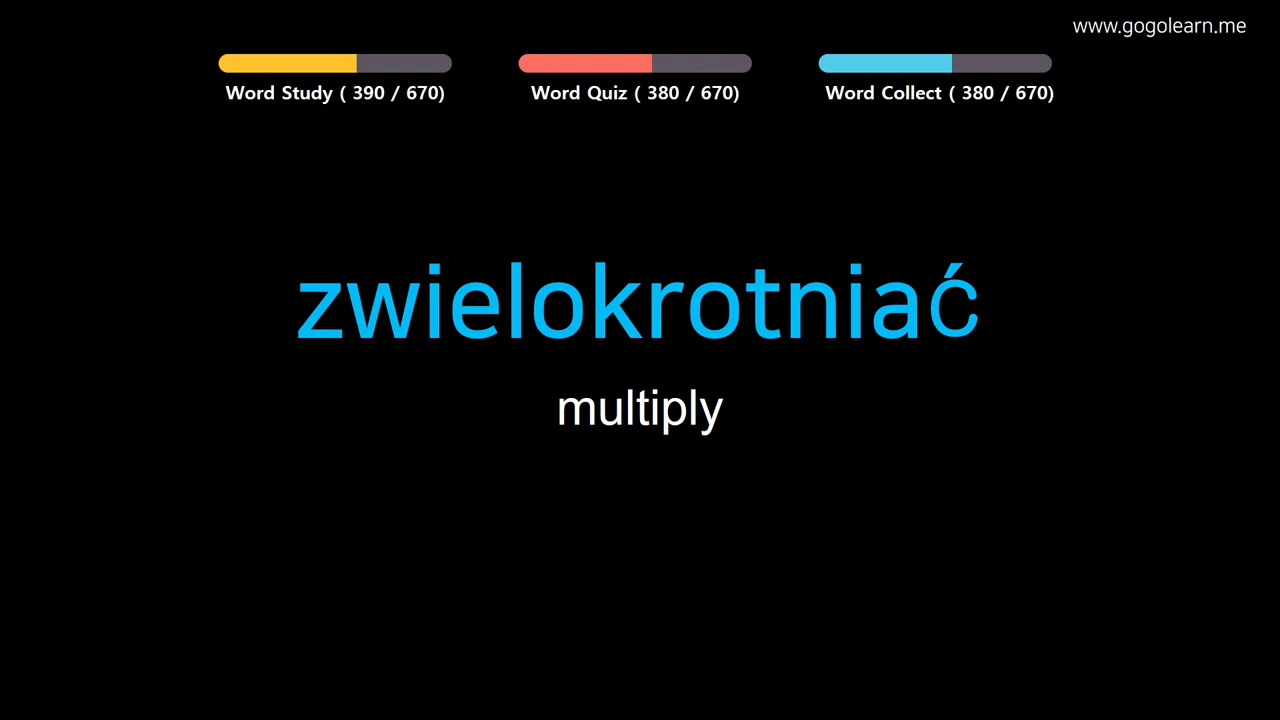 www.gogolearn.me
Word Study ( 390 / 670)
Word Quiz ( 380 / 670)
Word Collect ( 380 / 670)
zwielokrotniać
multiply